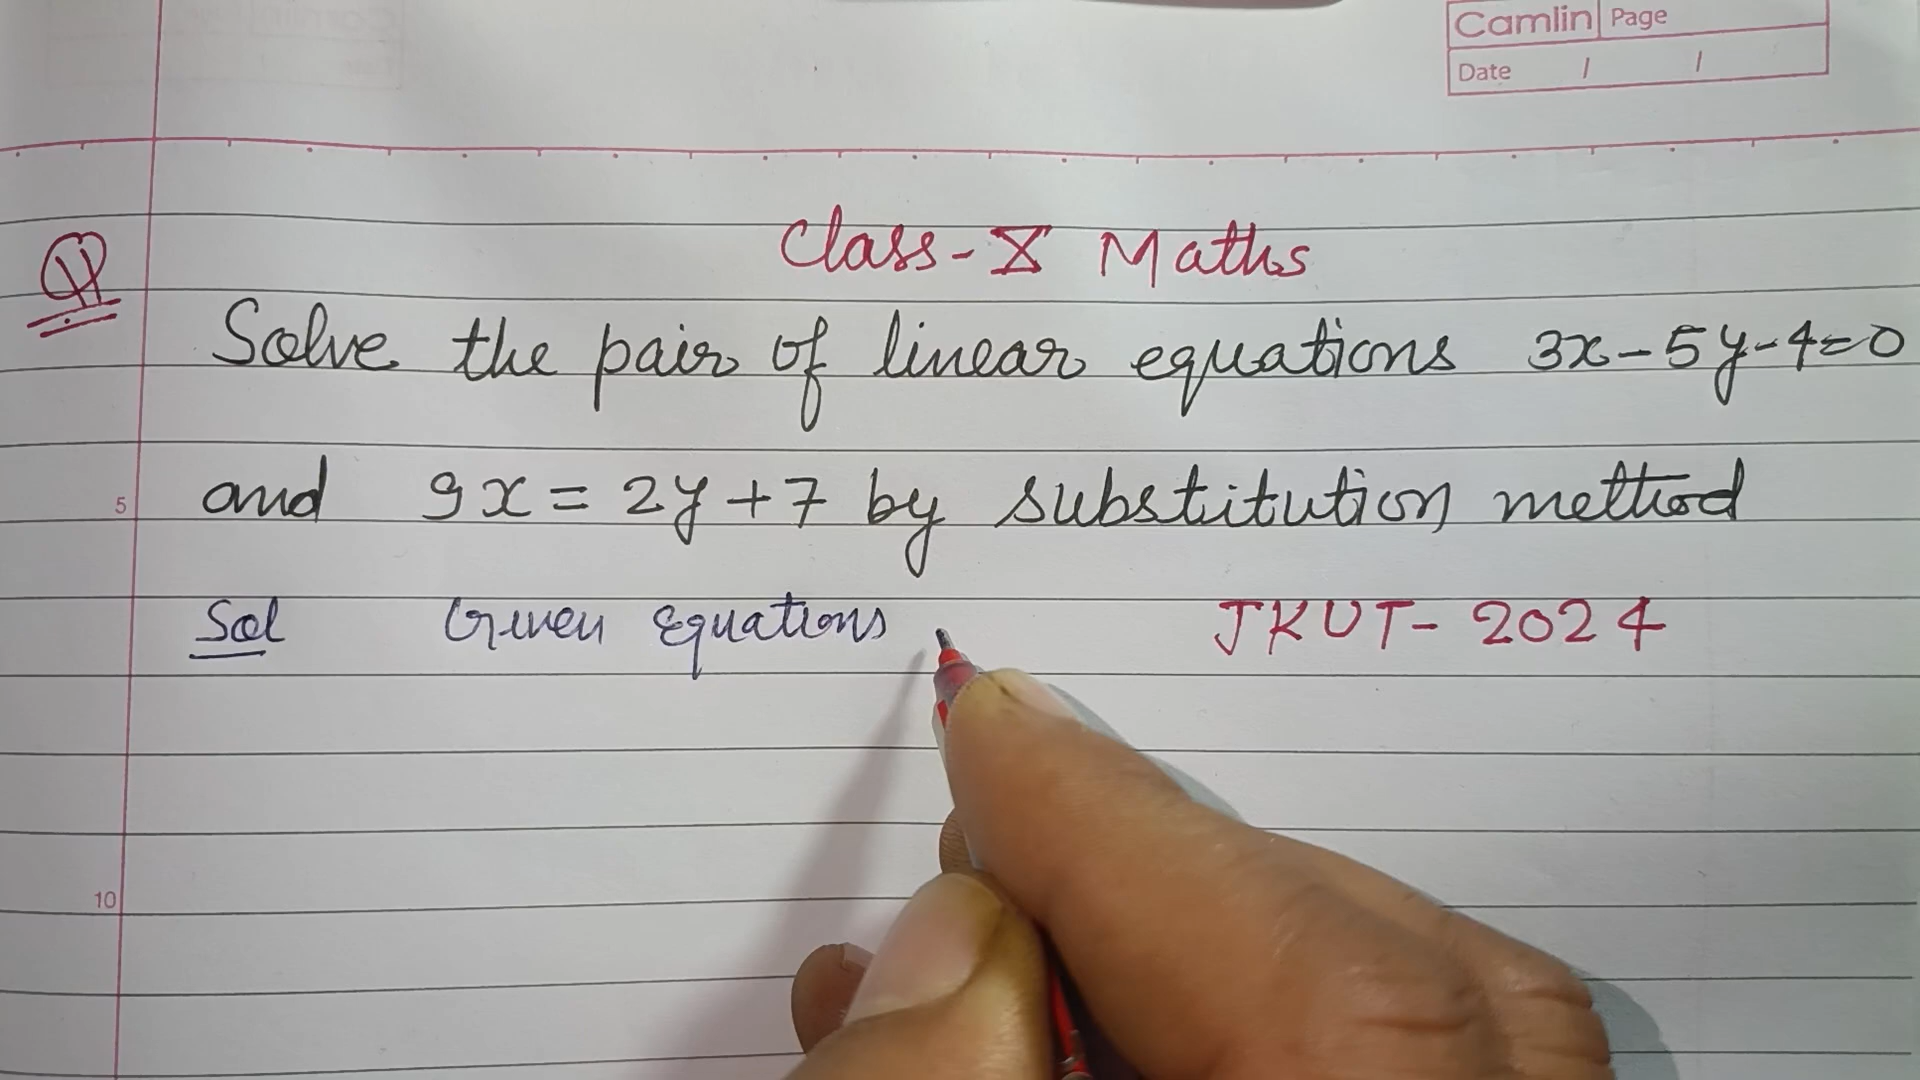 Camlin Page
Date / /
Class-X Maths
Q
Solve the pair of linear equations 3x-5y-4=0
5 and 9x = 2y+7 by substitution method
Sol Given Equations JKUT- 2024
10